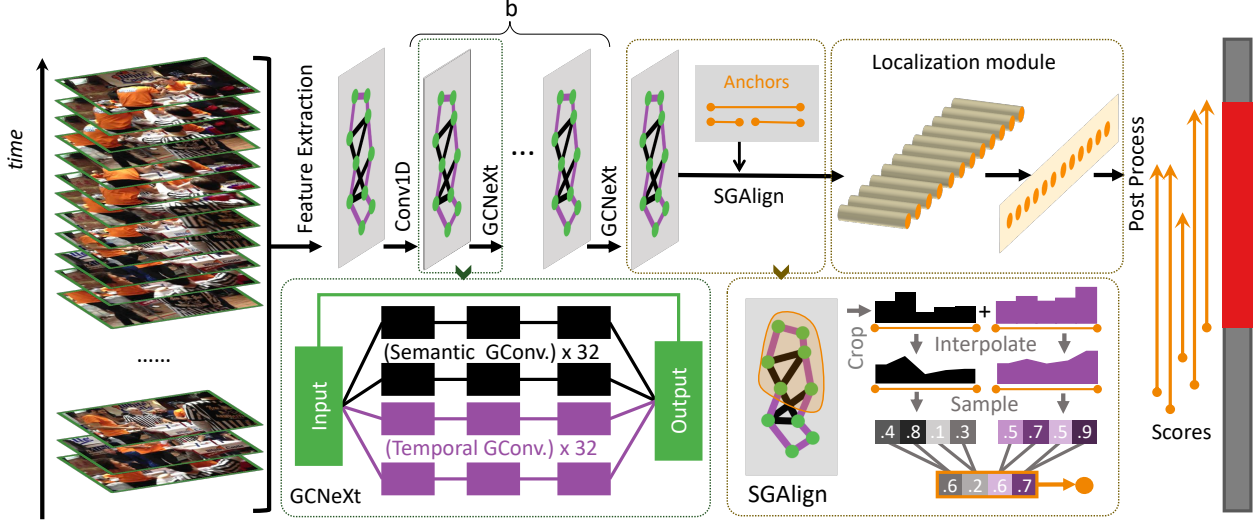 b
time
Feature Extraction
Conv1D
GCNeXt
...
GCNeXt
Anchors
SGAlign
Localization module
Post Process
Scores
......
Input
(Semantic GConv.) x 32
(Temporal GConv.) x 32
Output
GCNeXt
SGAlign
Crop
+
Interpolate
Sample
.4 .8 .1 .3
.5 .7 .5 .9
.6 .2 .6 .7